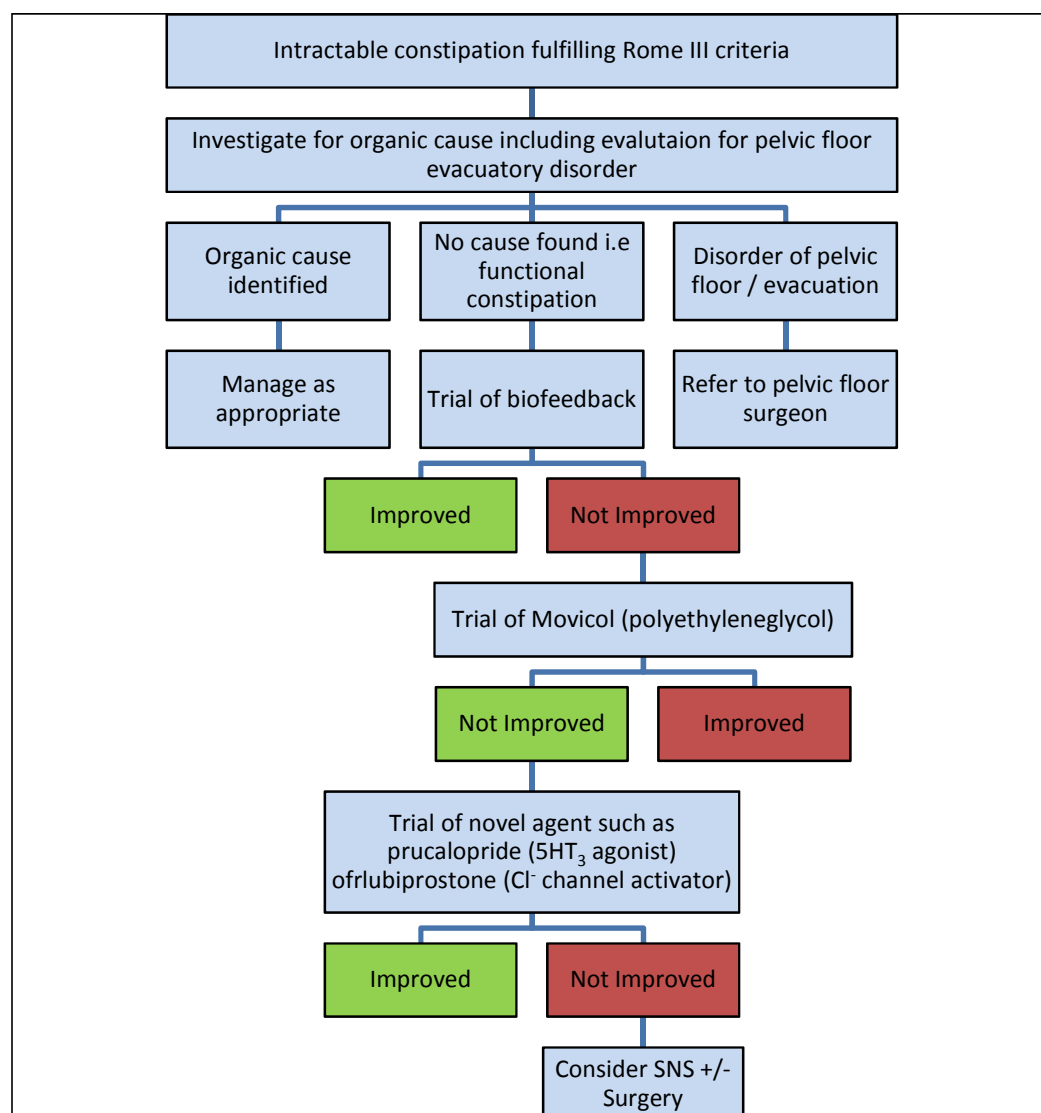 Intractable constipation fulfilling Rome III criteria
Investigate for organic cause including evalutaion for pelvic floor
evacuatory disorder
Organic cause
identified
No cause found i.e
functional
constipation
Disorder of pelvic
floor / evacuation
Manage as
appropriate
Trial of biofeedback
Refer to pelvic floor
surgeon
Improved
Not Improved
Trial of Movicol (polyethyleneglycol)
Not Improved
Improved
Trial of novel agent such as
prucalopride (5HT₃ agonist)
ofrlubiprostone (Cl⁻ channel activator)
Improved
Not Improved
Consider SNS +/-
Surgery